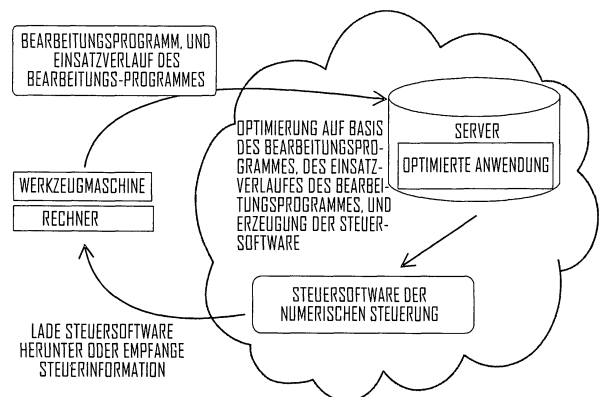 BEARBEITUNGSPROGRAMM, UND
EINSATZVERLAUF DES
BEARBEITUNGS-PROGRAMMES
OPTIMIERUNG AUF BASIS
DES BEARBEITUNGSPRO-
GRAMMES, DES EINSATZ-
VERLAUFES DES BEARBEI-
TUNGSPROGRAMMES, UND
ERZEUGUNG DER STEUER-
SOFTWARE
SERVER
OPTIMIERTE ANWENDUNG
WERKZEUGMASCHINE
RECHNER
STEUERSOFTWARE DER
NUMERISCHEN STEUERUNG
LADE STEUERSOFTWARE
HERUNTER ODER EMPFANGE
STEUERINFORMATION